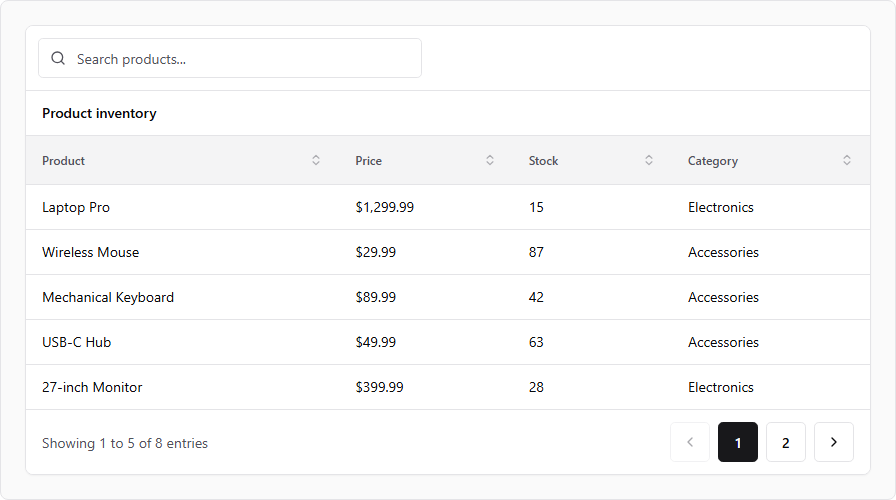 Search products...
Product inventory
Product Price Stock Category
Laptop Pro $1,299.99 15 Electronics
Wireless Mouse $29.99 87 Accessories
Mechanical Keyboard $89.99 42 Accessories
USB-C Hub $49.99 63 Accessories
27-inch Monitor $399.99 28 Electronics
Showing 1 to 5 of 8 entries 1 2